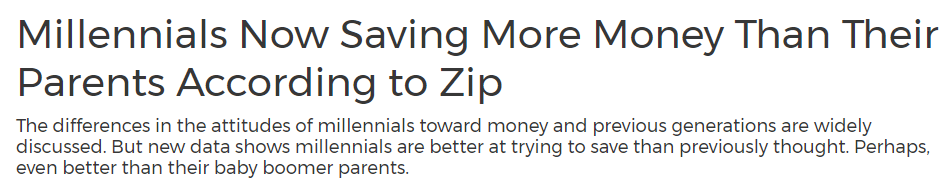 Millennials Now Saving More Money Than Their
Parents According to Zip
The differences in the attitudes of millennials toward money and previous generations are widely
discussed. But new data shows millennials are better at trying to save than previously thought. Perhaps,
even better than their baby boomer parents.